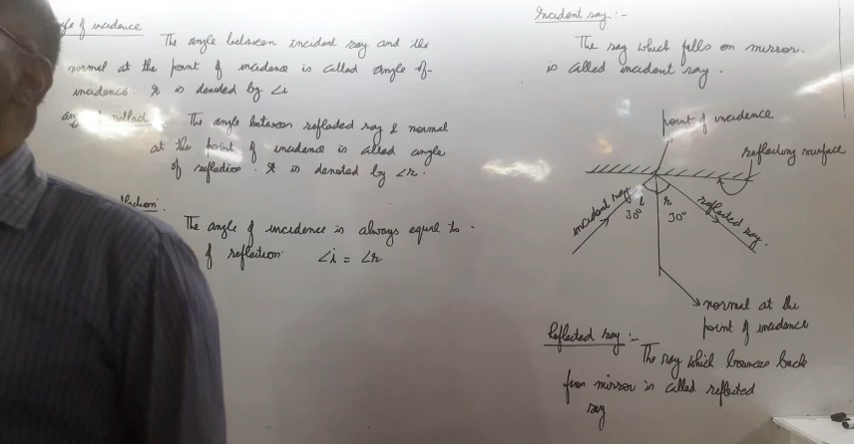 of incidence
The angle between incident ray and the
normal at the point of incidence is called angle of
incidence. It is denoted by ∠i
The angle between reflected ray & normal
at the point of incidence is called angle
of reflection. It is denoted by ∠r.
The angle of incidence is always equal to
of reflection ∠i = ∠r
Incident ray :-
The ray which falls on mirror.
is called incident ray.
point of incidence
reflecting surface
incident ray
i r
30° 30°
reflected ray.
normal at the
point of incidence
Reflected ray :-
The ray which bounces back
from mirror is called reflected
ray